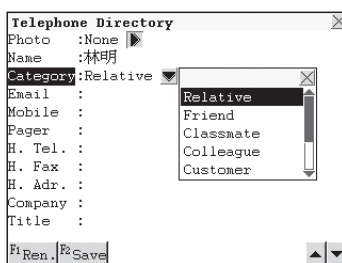 Telephone Directory
Photo :None
Name :林明
Category:Relative
Email :
Mobile :
Pager :
H. Tel. :
H. Fax :
H. Adr. :
Company :
Title :
Relative
Friend
Classmate
Colleague
Customer
F1 Ren. F2 Save